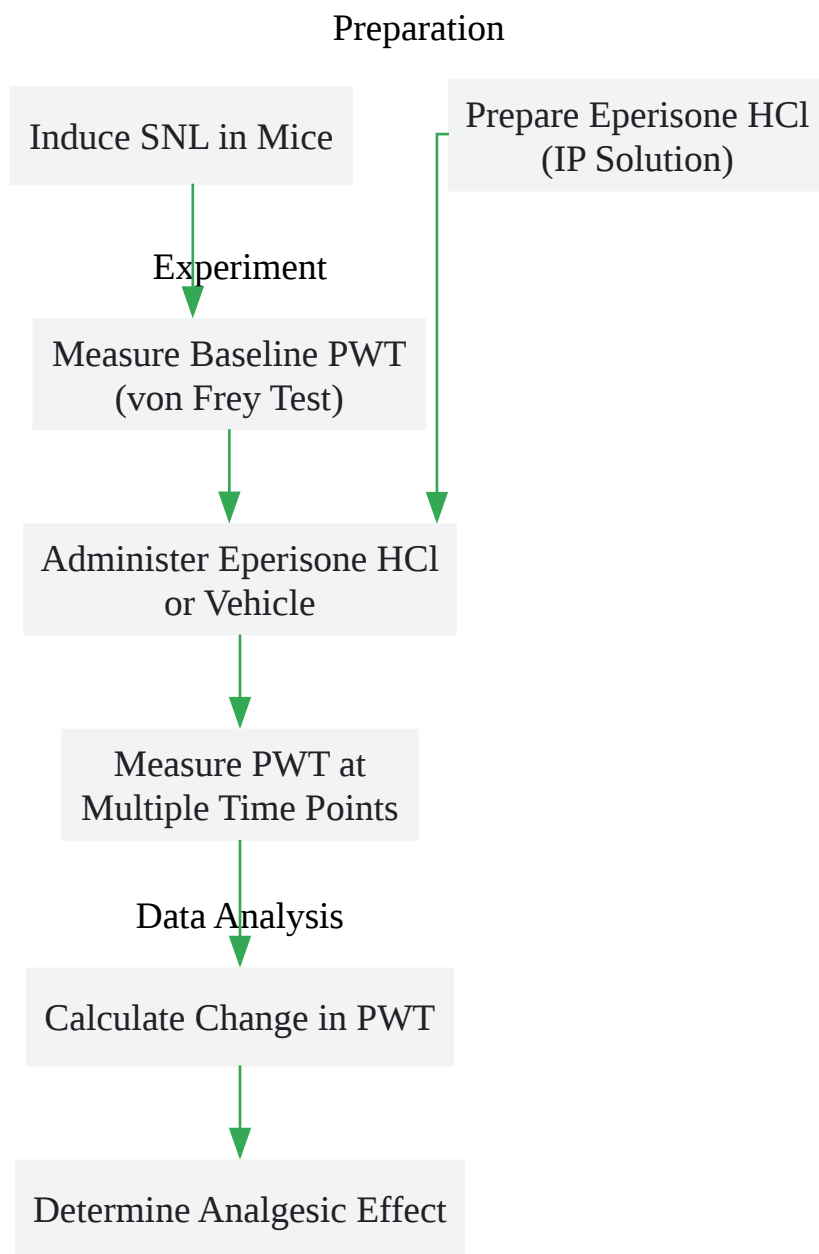 Preparation
Induce SNL in Mice
Prepare Eperisone HCl
(IP Solution)
Experiment
Measure Baseline PWT
(von Frey Test)
Administer Eperisone HCl
or Vehicle
Measure PWT at
Multiple Time Points
Data Analysis
Calculate Change in PWT
Determine Analgesic Effect